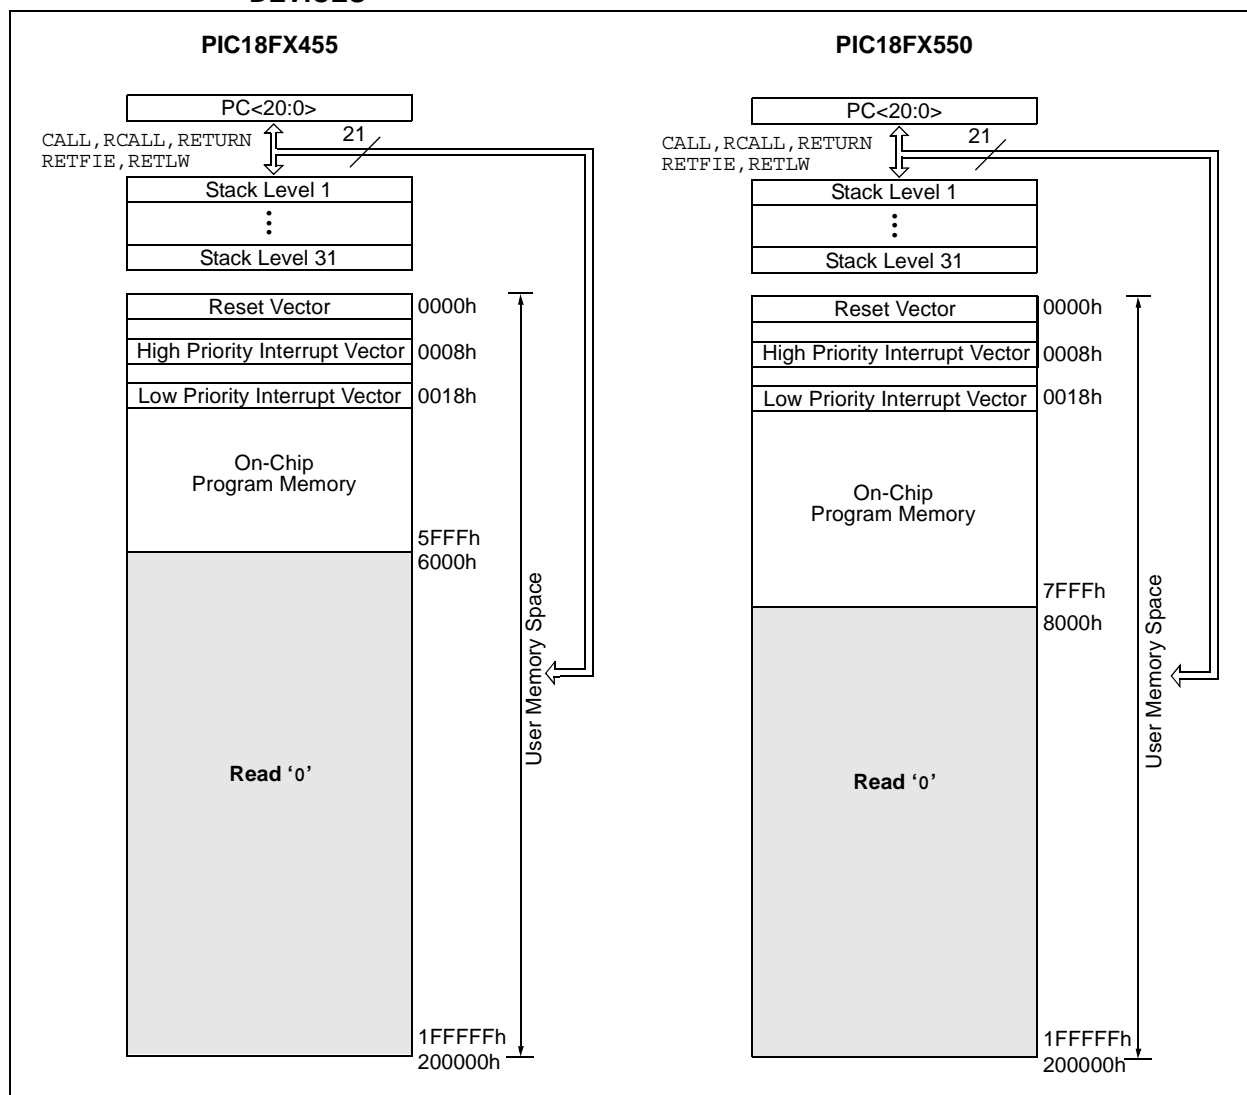 PIC18FX455
PC<20:0>
CALL,RCALL,RETURN
RETFIE,RETLW
21
Stack Level 1
Stack Level 31
Reset Vector
0000h
High Priority Interrupt Vector
0008h
Low Priority Interrupt Vector
0018h
On-Chip
Program Memory
5FFFh
6000h
Read ‘0’
User Memory Space
1FFFFFh
200000h
PIC18FX550
PC<20:0>
CALL,RCALL,RETURN
RETFIE,RETLW
21
Stack Level 1
Stack Level 31
Reset Vector
0000h
High Priority Interrupt Vector
0008h
Low Priority Interrupt Vector
0018h
On-Chip
Program Memory
7FFFh
8000h
Read ‘0’
User Memory Space
1FFFFFh
200000h